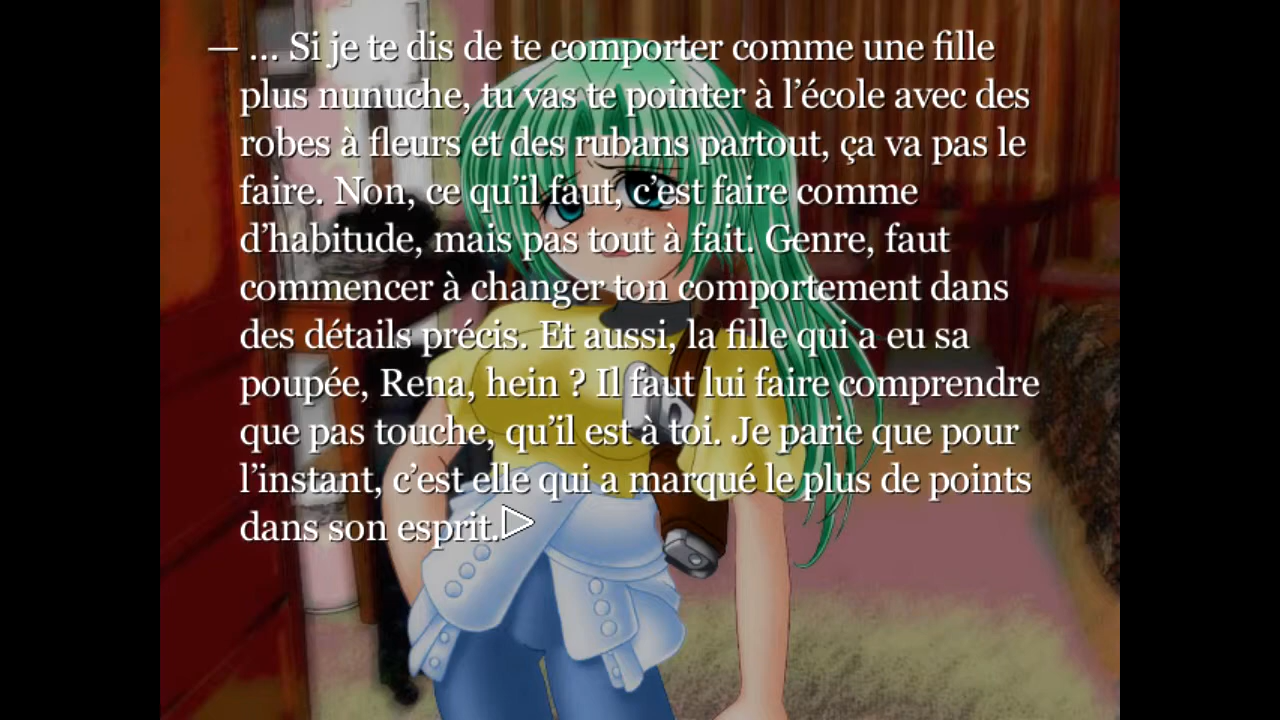 — ... Si je te dis de te comporter comme une fille
plus nunuche, tu vas te pointer à l’école avec des
robes à fleurs et des rubans partout, ça va pas le
faire. Non, ce qu’il faut, c’est faire comme
d’habitude, mais pas tout à fait. Genre, faut
commencer à changer ton comportement dans
des détails précis. Et aussi, la fille qui a eu sa
poupée, Rena, hein ? Il faut lui faire comprendre
que pas touche, qu’il est à toi. Je parie que pour
l’instant, c’est elle qui a marqué le plus de points
dans son esprit.